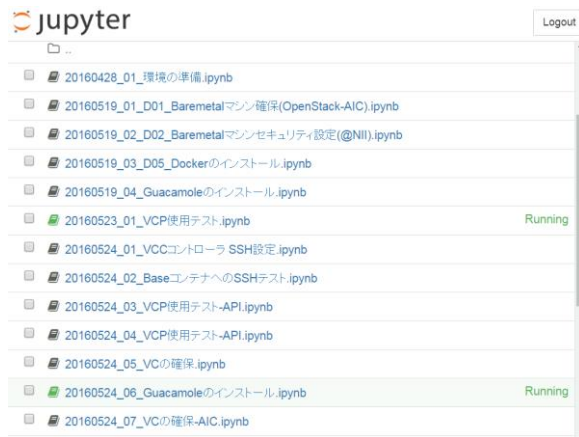 jupyter
Logout
..
20160428_01_環境の準備.ipynb
20160519_01_D01_Baremetalマシン確保(OpenStack-AIC).ipynb
20160519_02_D02_Baremetalマシンセキュリティ設定(@NII).ipynb
20160519_03_D05_Dockerのインストール.ipynb
20160519_04_Guacamoleのインストール.ipynb
20160523_01_VCP使用テスト.ipynb Running
20160524_01_VCCコントローラ SSH設定.ipynb
20160524_02_BaseコンテナへのSSHテスト.ipynb
20160524_03_VCP使用テスト-API.ipynb
20160524_04_VCP使用テスト-API.ipynb
20160524_05_VCの確保.ipynb
20160524_06_Guacamoleのインストール.ipynb Running
20160524_07_VCの確保-AIC.ipynb